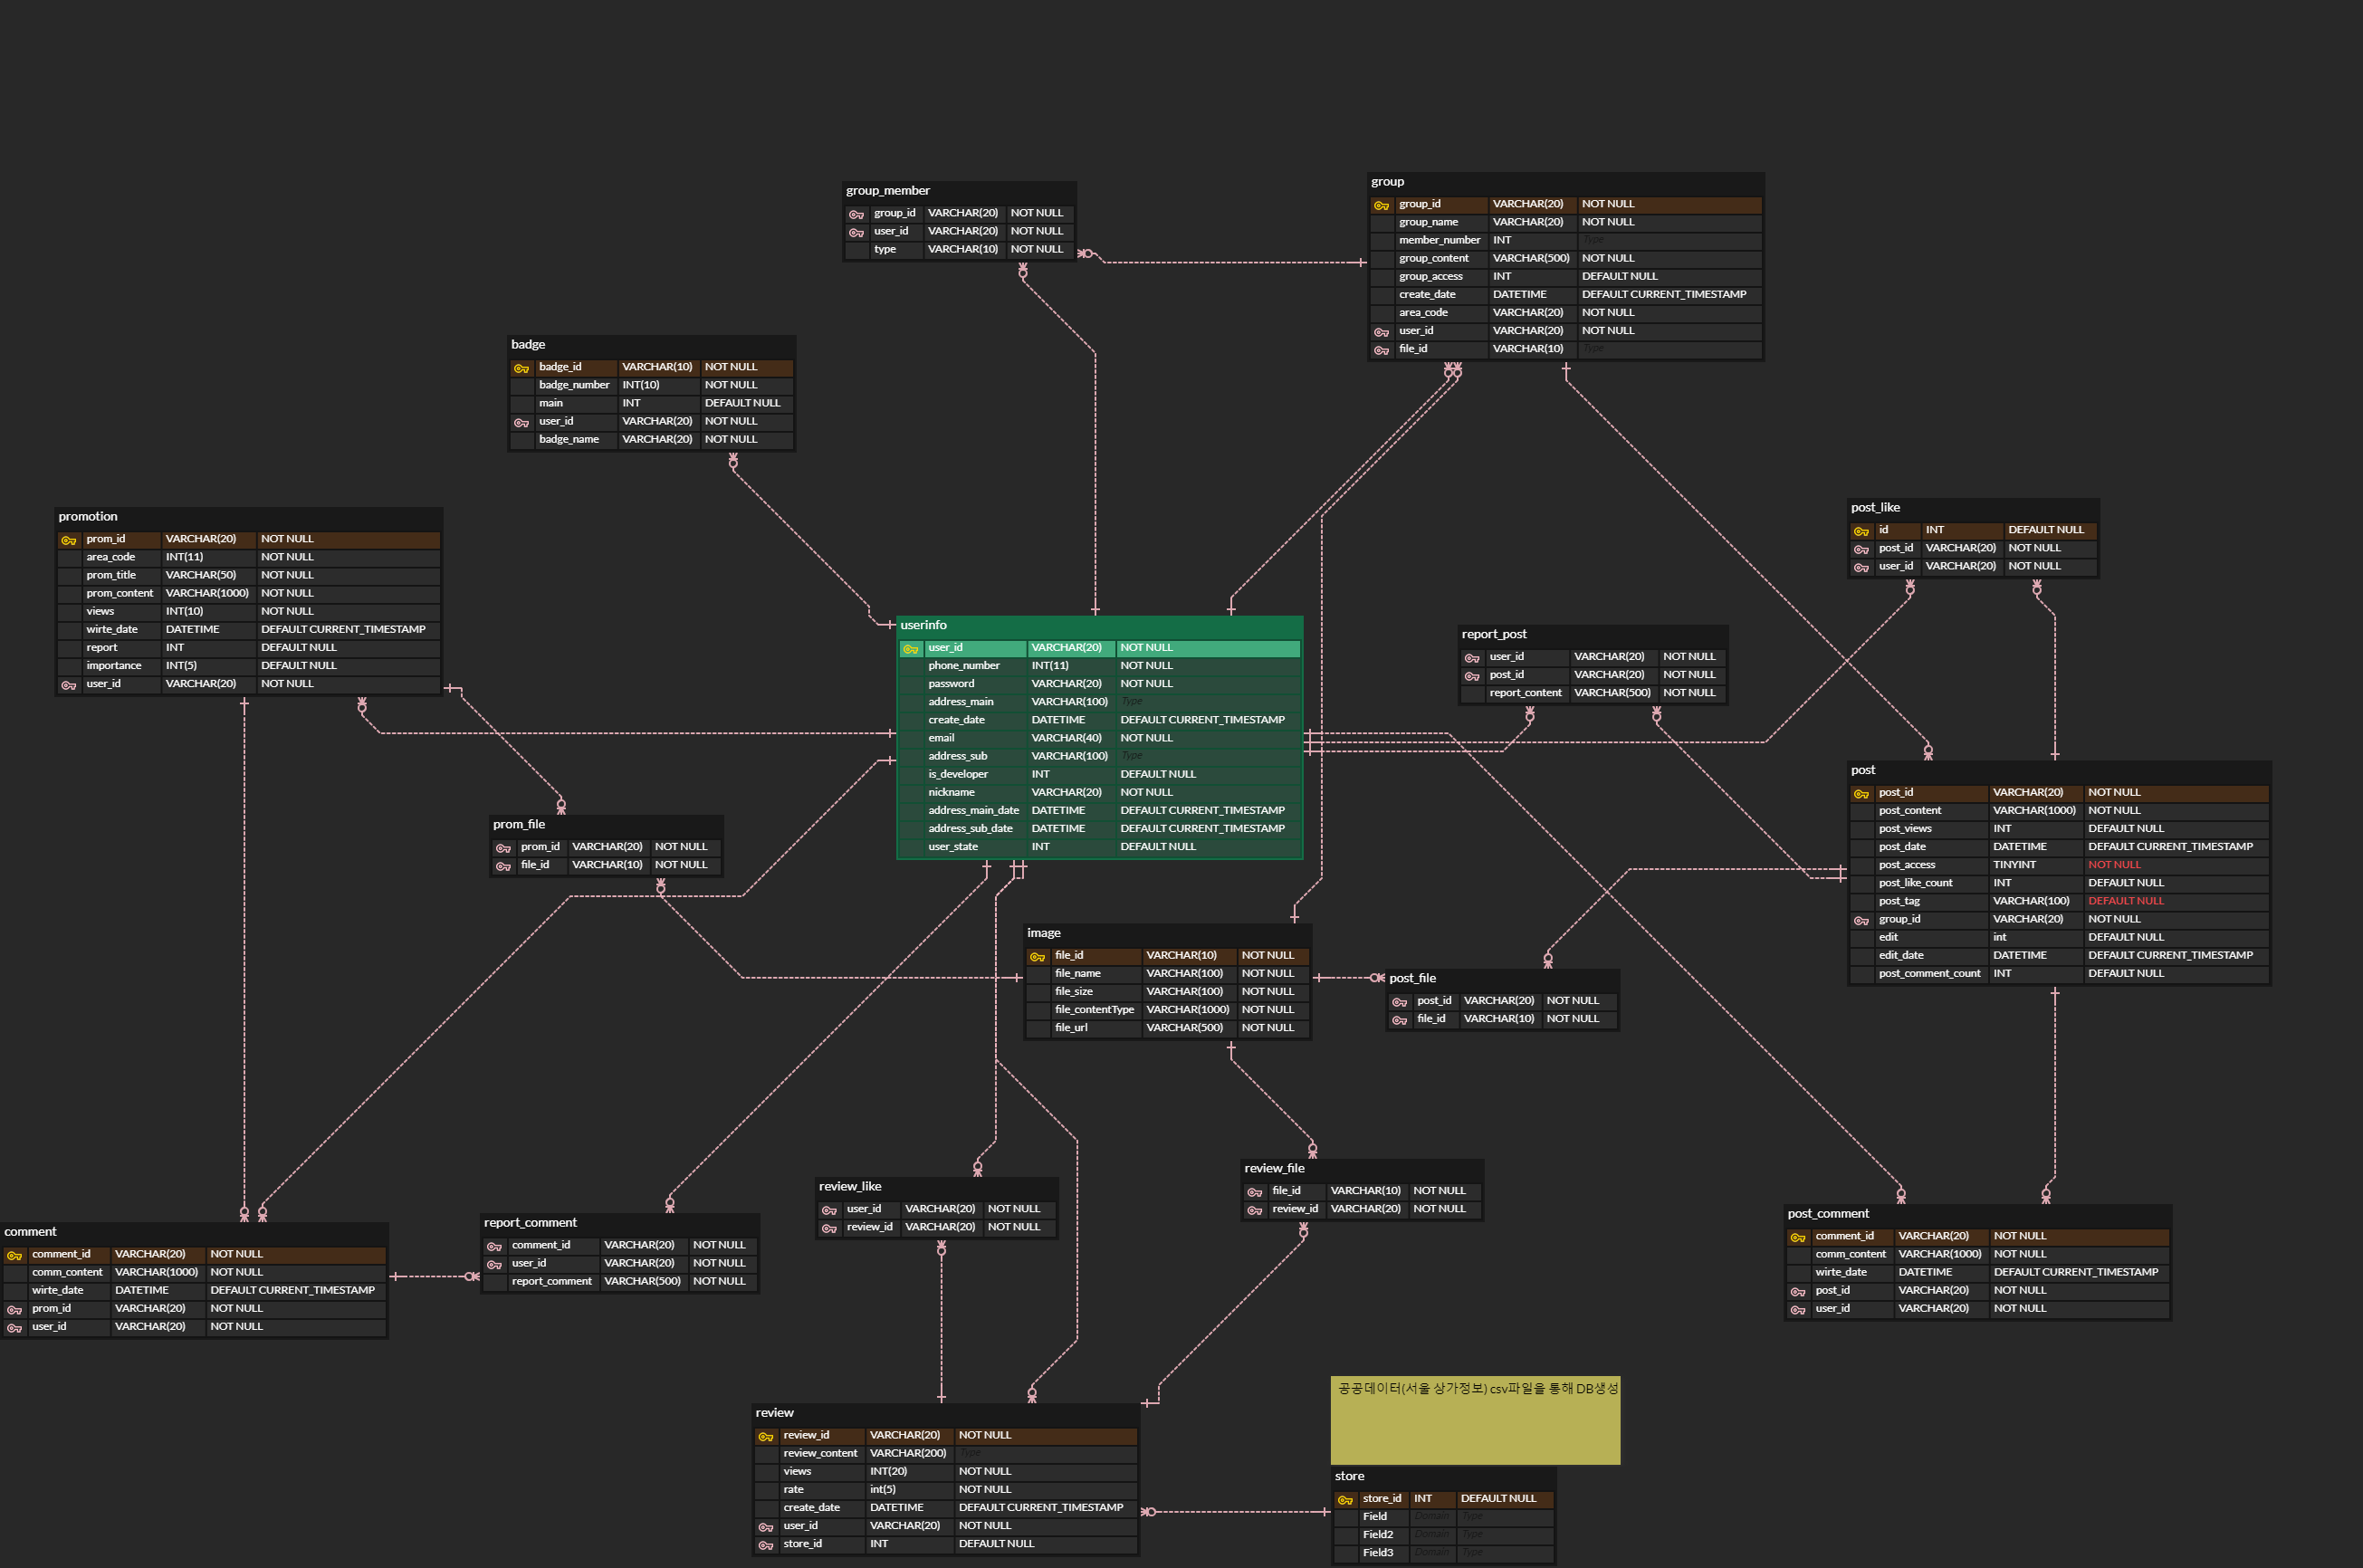 group_member
group_id VARCHAR(20) NOT NULL
user_id VARCHAR(20) NOT NULL
type VARCHAR(10) NOT NULL
group
group_id VARCHAR(20) NOT NULL
group_name VARCHAR(20) NOT NULL
member_number INT Type
group_content VARCHAR(500) NOT NULL
group_access INT DEFAULT NULL
create_date DATETIME DEFAULT CURRENT_TIMESTAMP
area_code VARCHAR(20) NOT NULL
user_id VARCHAR(20) NOT NULL
file_id VARCHAR(10) Type
badge
badge_id VARCHAR(10) NOT NULL
badge_number INT(10) NOT NULL
main INT DEFAULT NULL
user_id VARCHAR(20) NOT NULL
badge_name VARCHAR(20) NOT NULL
promotion
prom_id VARCHAR(20) NOT NULL
area_code INT(11) NOT NULL
prom_title VARCHAR(50) NOT NULL
prom_content VARCHAR(1000) NOT NULL
views INT(10) NOT NULL
wirte_date DATETIME DEFAULT CURRENT_TIMESTAMP
report INT DEFAULT NULL
importance INT(5) DEFAULT NULL
user_id VARCHAR(20) NOT NULL
post_like
id INT DEFAULT NULL
post_id VARCHAR(20) NOT NULL
user_id VARCHAR(20) NOT NULL
userinfo
user_id VARCHAR(20) NOT NULL
phone_number INT(11) NOT NULL
password VARCHAR(20) NOT NULL
address_main VARCHAR(100) Type
create_date DATETIME DEFAULT CURRENT_TIMESTAMP
email VARCHAR(40) NOT NULL
address_sub VARCHAR(100) Type
is_developer INT DEFAULT NULL
nickname VARCHAR(20) NOT NULL
address_main_date DATETIME DEFAULT CURRENT_TIMESTAMP
address_sub_date DATETIME DEFAULT CURRENT_TIMESTAMP
user_state INT DEFAULT NULL
report_post
user_id VARCHAR(20) NOT NULL
post_id VARCHAR(20) NOT NULL
report_content VARCHAR(500) NOT NULL
post
post_id VARCHAR(20) NOT NULL
post_content VARCHAR(1000) NOT NULL
post_views INT DEFAULT NULL
post_date DATETIME DEFAULT CURRENT_TIMESTAMP
post_access TINYINT NOT NULL
post_like_count INT DEFAULT NULL
post_tag VARCHAR(100) DEFAULT NULL
group_id VARCHAR(20) NOT NULL
edit int DEFAULT NULL
edit_date DATETIME DEFAULT CURRENT_TIMESTAMP
post_comment_count INT DEFAULT NULL
prom_file
prom_id VARCHAR(20) NOT NULL
file_id VARCHAR(10) NOT NULL
image
file_id VARCHAR(10) NOT NULL
file_name VARCHAR(100) NOT NULL
file_size VARCHAR(100) NOT NULL
file_contentType VARCHAR(1000) NOT NULL
file_url VARCHAR(500) NOT NULL
post_file
post_id VARCHAR(20) NOT NULL
file_id VARCHAR(10) NOT NULL
review_like
user_id VARCHAR(20) NOT NULL
review_id VARCHAR(20) NOT NULL
review_file
file_id VARCHAR(10) NOT NULL
review_id VARCHAR(20) NOT NULL
comment
comment_id VARCHAR(20) NOT NULL
comm_content VARCHAR(1000) NOT NULL
wirte_date DATETIME DEFAULT CURRENT_TIMESTAMP
prom_id VARCHAR(20) NOT NULL
user_id VARCHAR(20) NOT NULL
report_comment
comment_id VARCHAR(20) NOT NULL
user_id VARCHAR(20) NOT NULL
report_comment VARCHAR(500) NOT NULL
post_comment
comment_id VARCHAR(20) NOT NULL
comm_content VARCHAR(1000) NOT NULL
wirte_date DATETIME DEFAULT CURRENT_TIMESTAMP
post_id VARCHAR(20) NOT NULL
user_id VARCHAR(20) NOT NULL
review
review_id VARCHAR(20) NOT NULL
review_content VARCHAR(200) Type
views INT(20) NOT NULL
rate int(5) NOT NULL
create_date DATETIME DEFAULT CURRENT_TIMESTAMP
user_id VARCHAR(20) NOT NULL
store_id INT DEFAULT NULL
공공데이터(서울 상가정보) csv파일을 통해 DB생성
store
store_id INT DEFAULT NULL
Field Domain Type
Field2 Domain Type
Field3 Domain Type